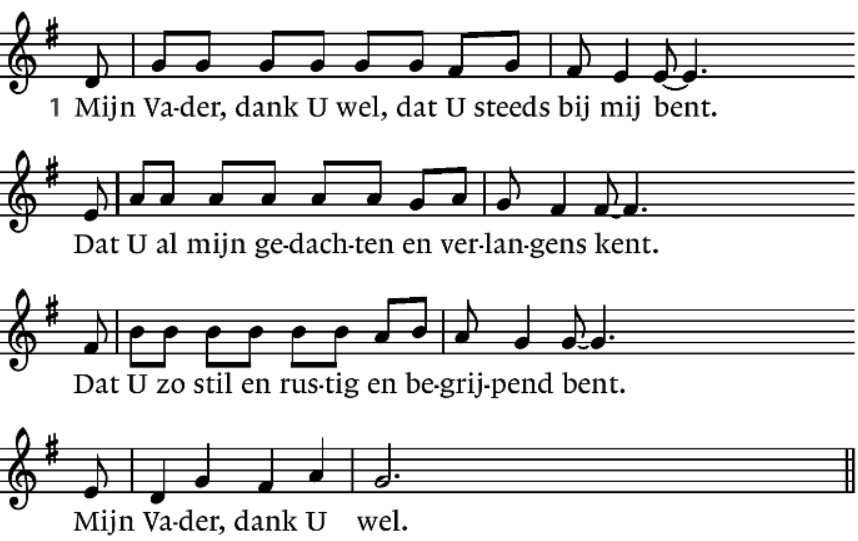 1 Mijn Va-der, dank U wel, dat U steeds bij mij bent.
Dat U al mijn ge-dach-ten en ver-lan-gens kent.
Dat U zo stil en rus-tig en be-grij-pend bent.
Mijn Va-der, dank U wel.